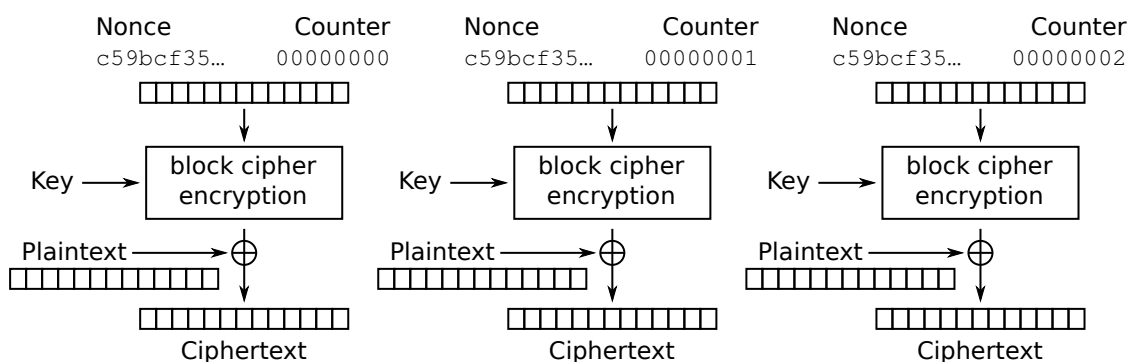 Nonce Counter Nonce Counter Nonce Counter
c59bcf35… 00000000 c59bcf35… 00000001 c59bcf35… 00000002
block cipher block cipher block cipher
Key encryption Key encryption Key encryption
Plaintext Plaintext Plaintext
Ciphertext Ciphertext Ciphertext